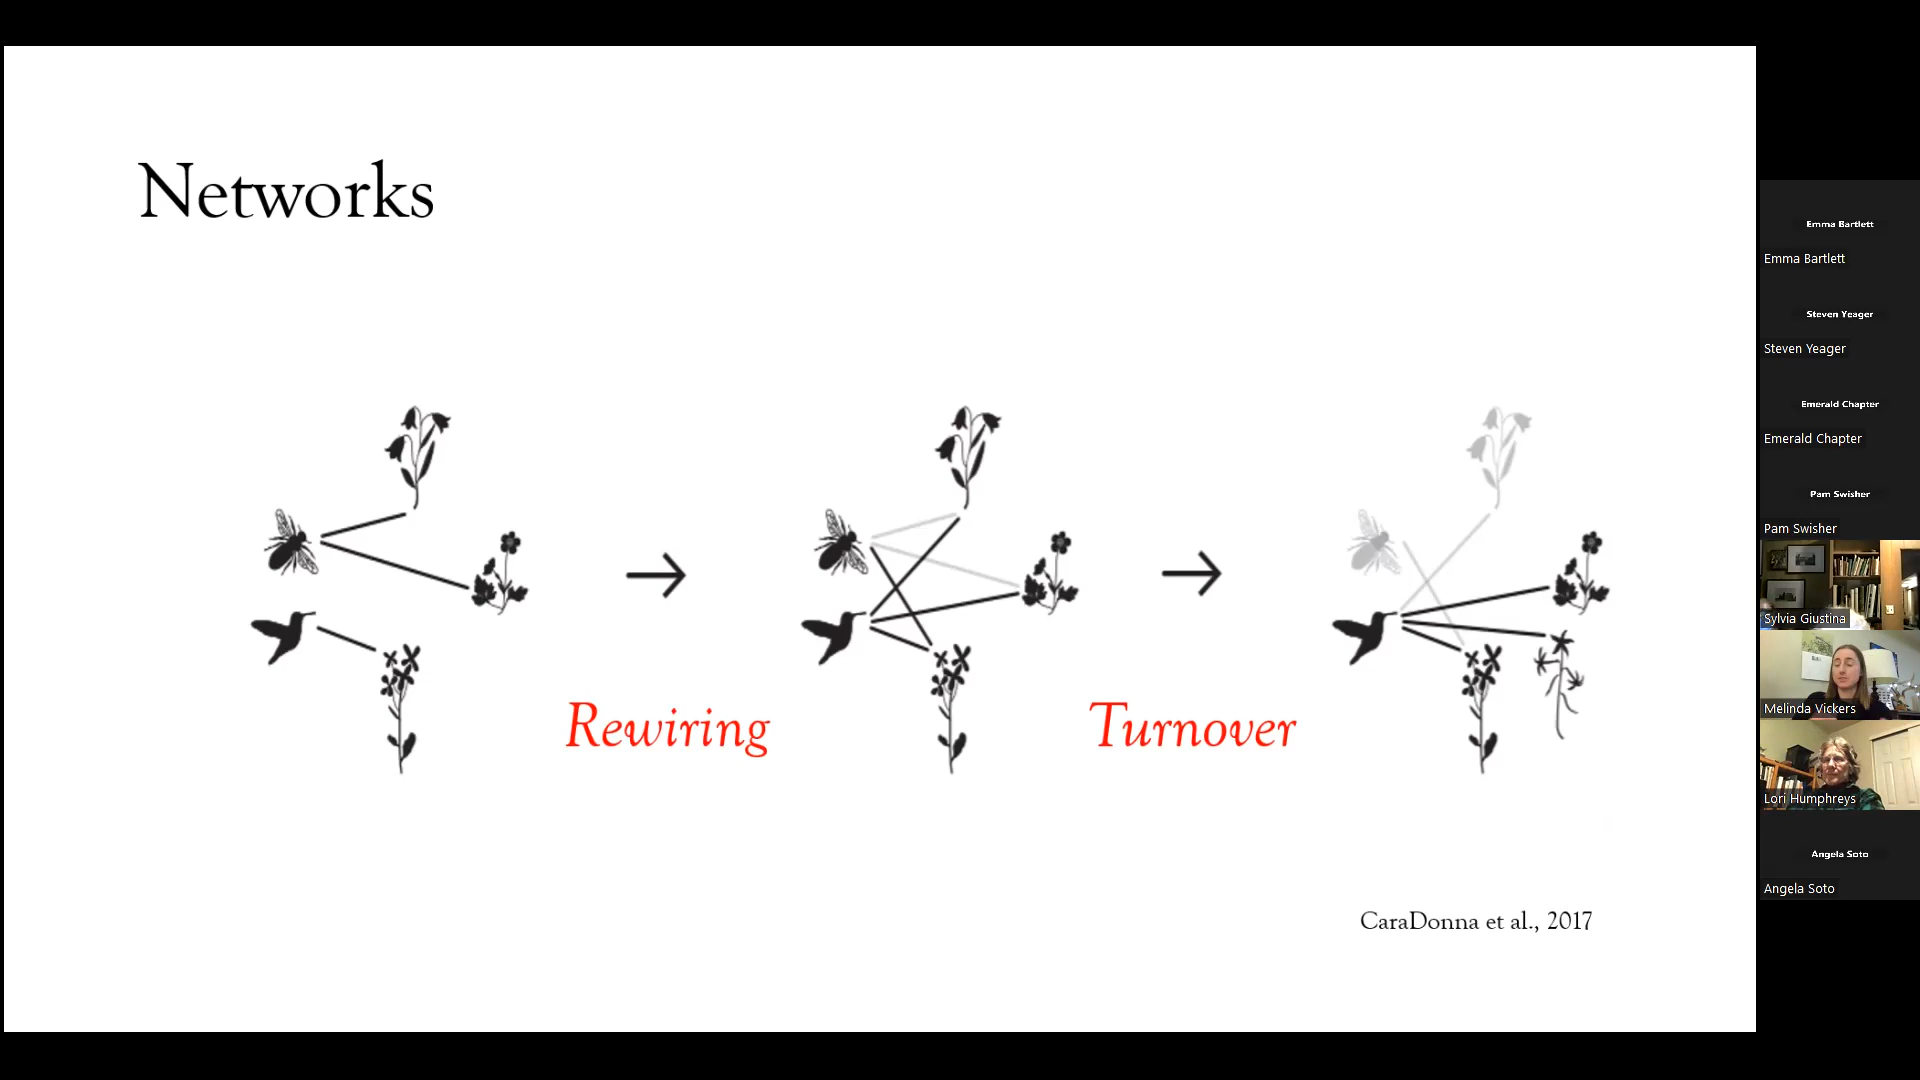 Networks
Rewiring
Turnover
CaraDonna et al., 2017
Emma Bartlett
Emma Bartlett
Steven Yeager
Steven Yeager
Emerald Chapter
Emerald Chapter
Pam Swisher
Pam Swisher
Sylvia Giustina
Melinda Vickers
Lori Humphreys
Angela Soto
Angela Soto